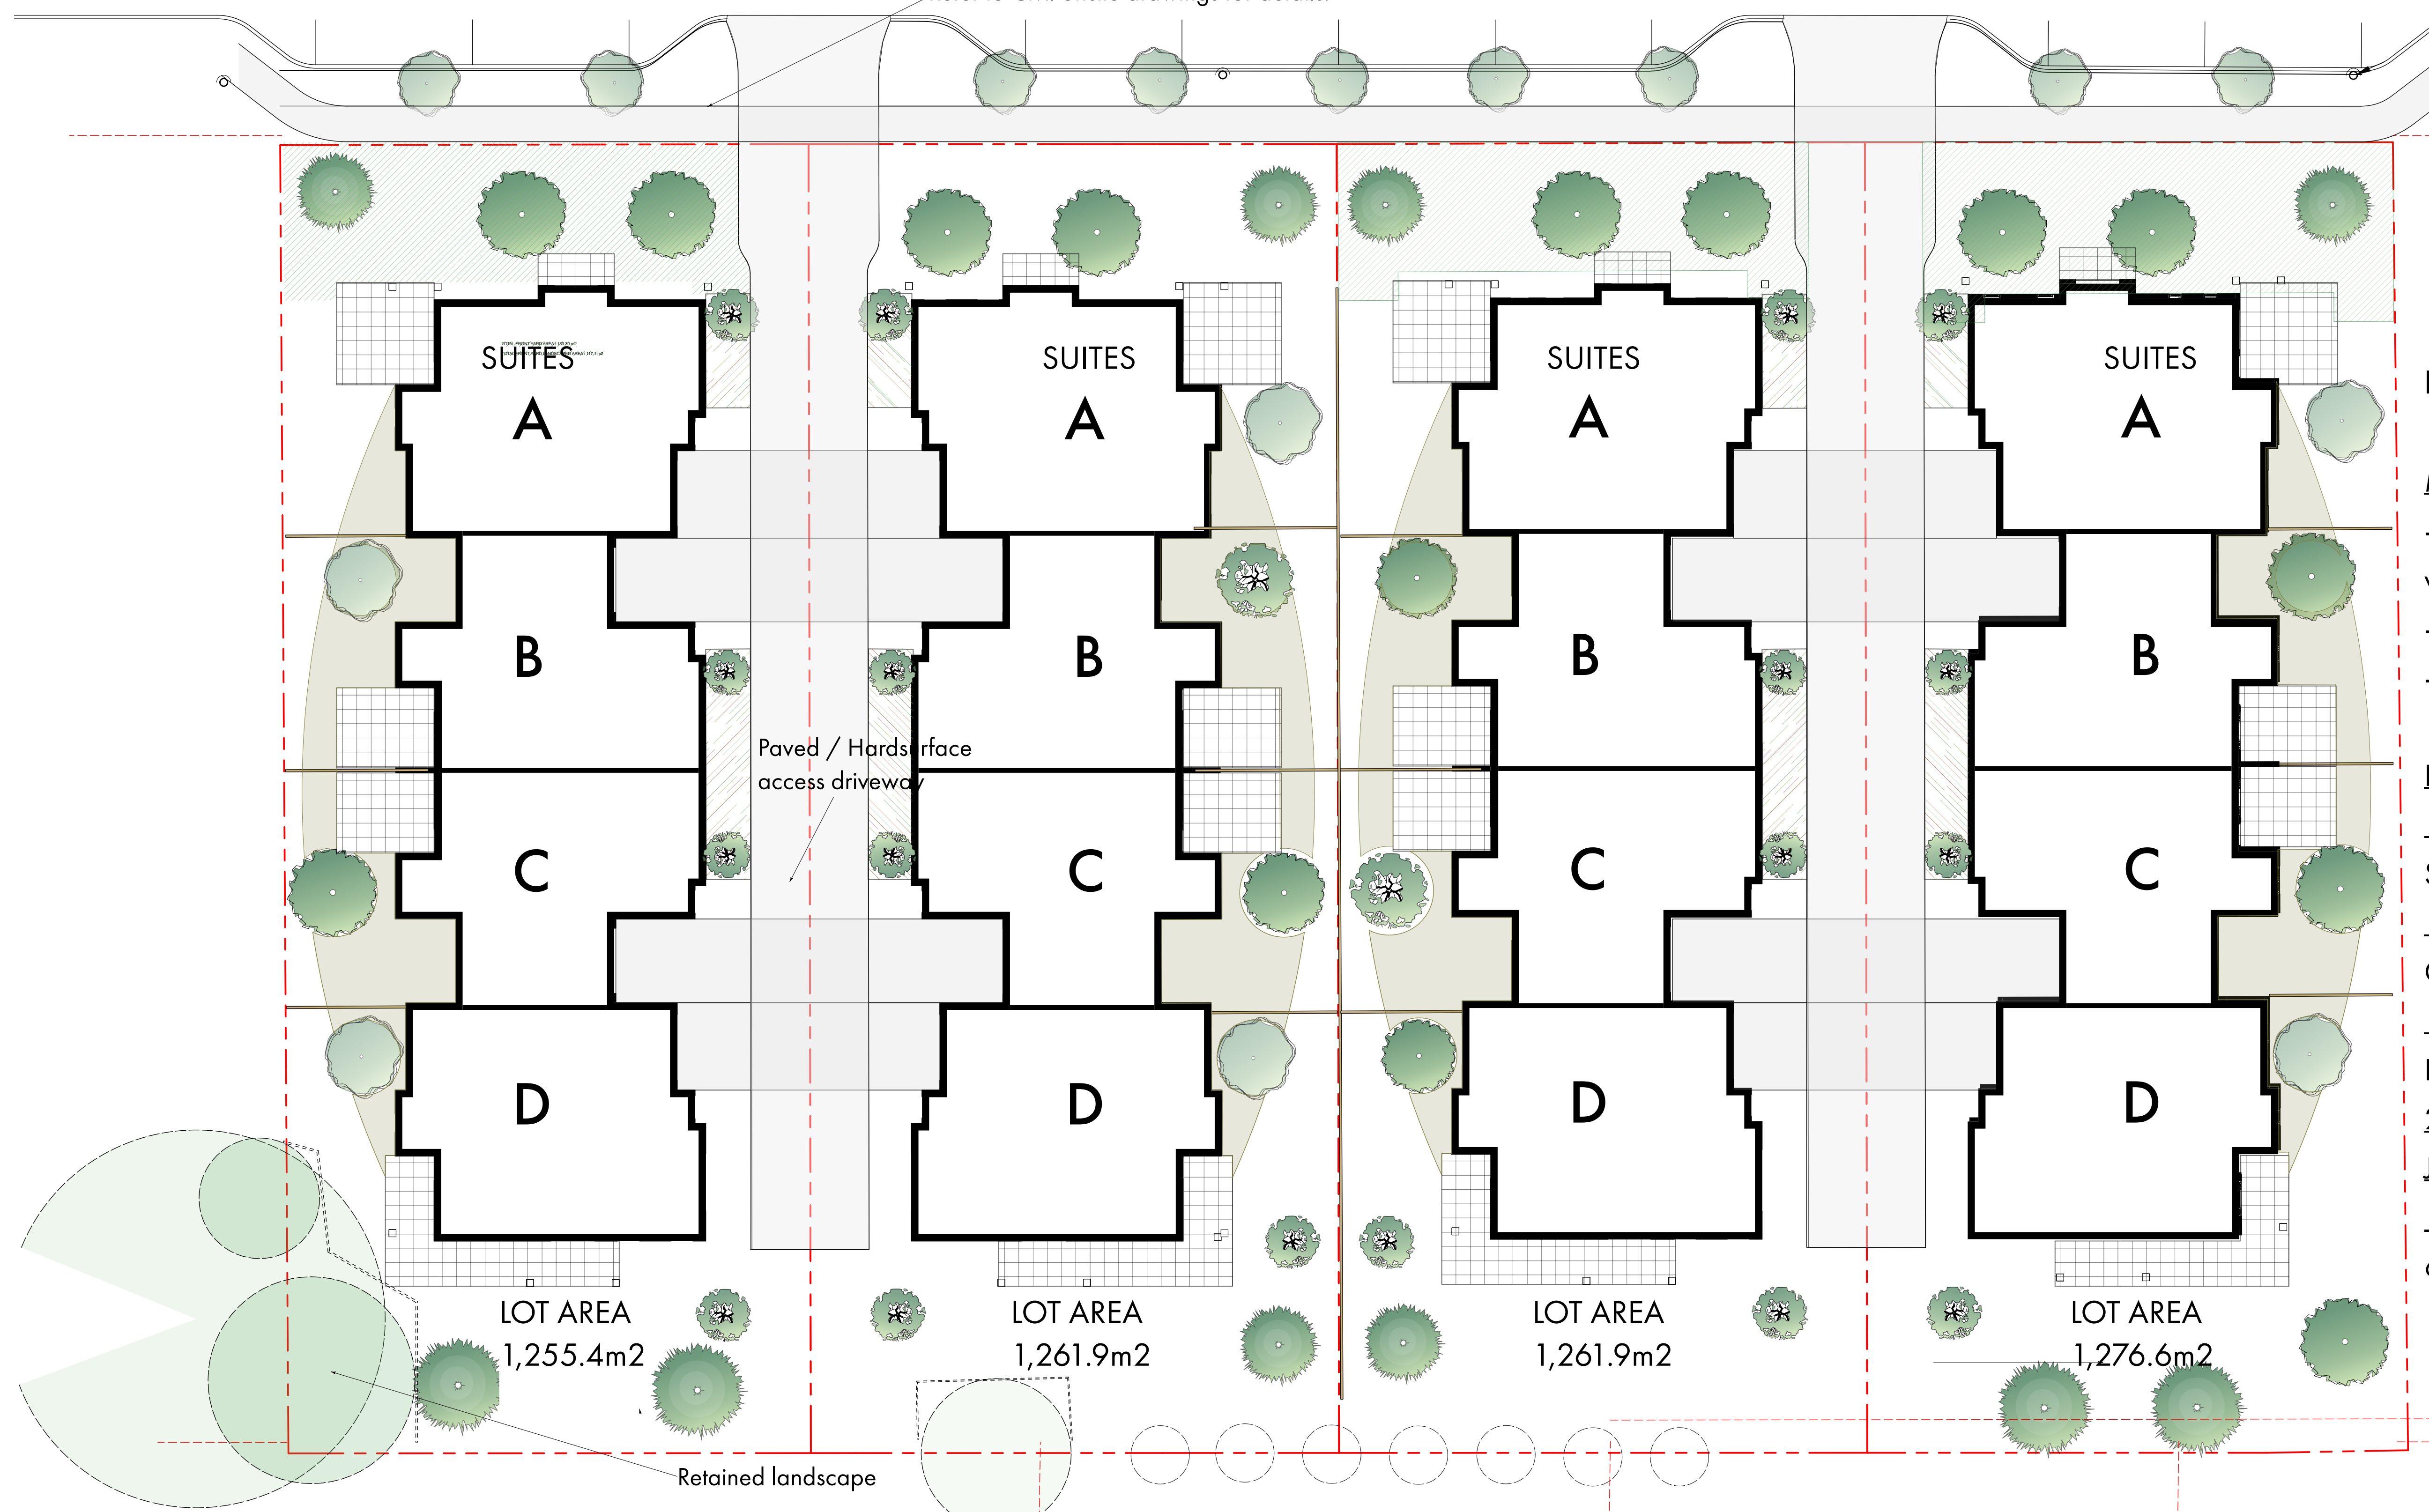 SUITES
SUITES
SUITES
SUITES
A
A
A
A
B
B
B
B
Paved / Hardsurface
access driveway
C
C
C
C
D
D
D
D
LOT AREA
1,255.4m2
LOT AREA
1,261.9m2
LOT AREA
1,261.9m2
LOT AREA
1,276.6m2
Retained landscape